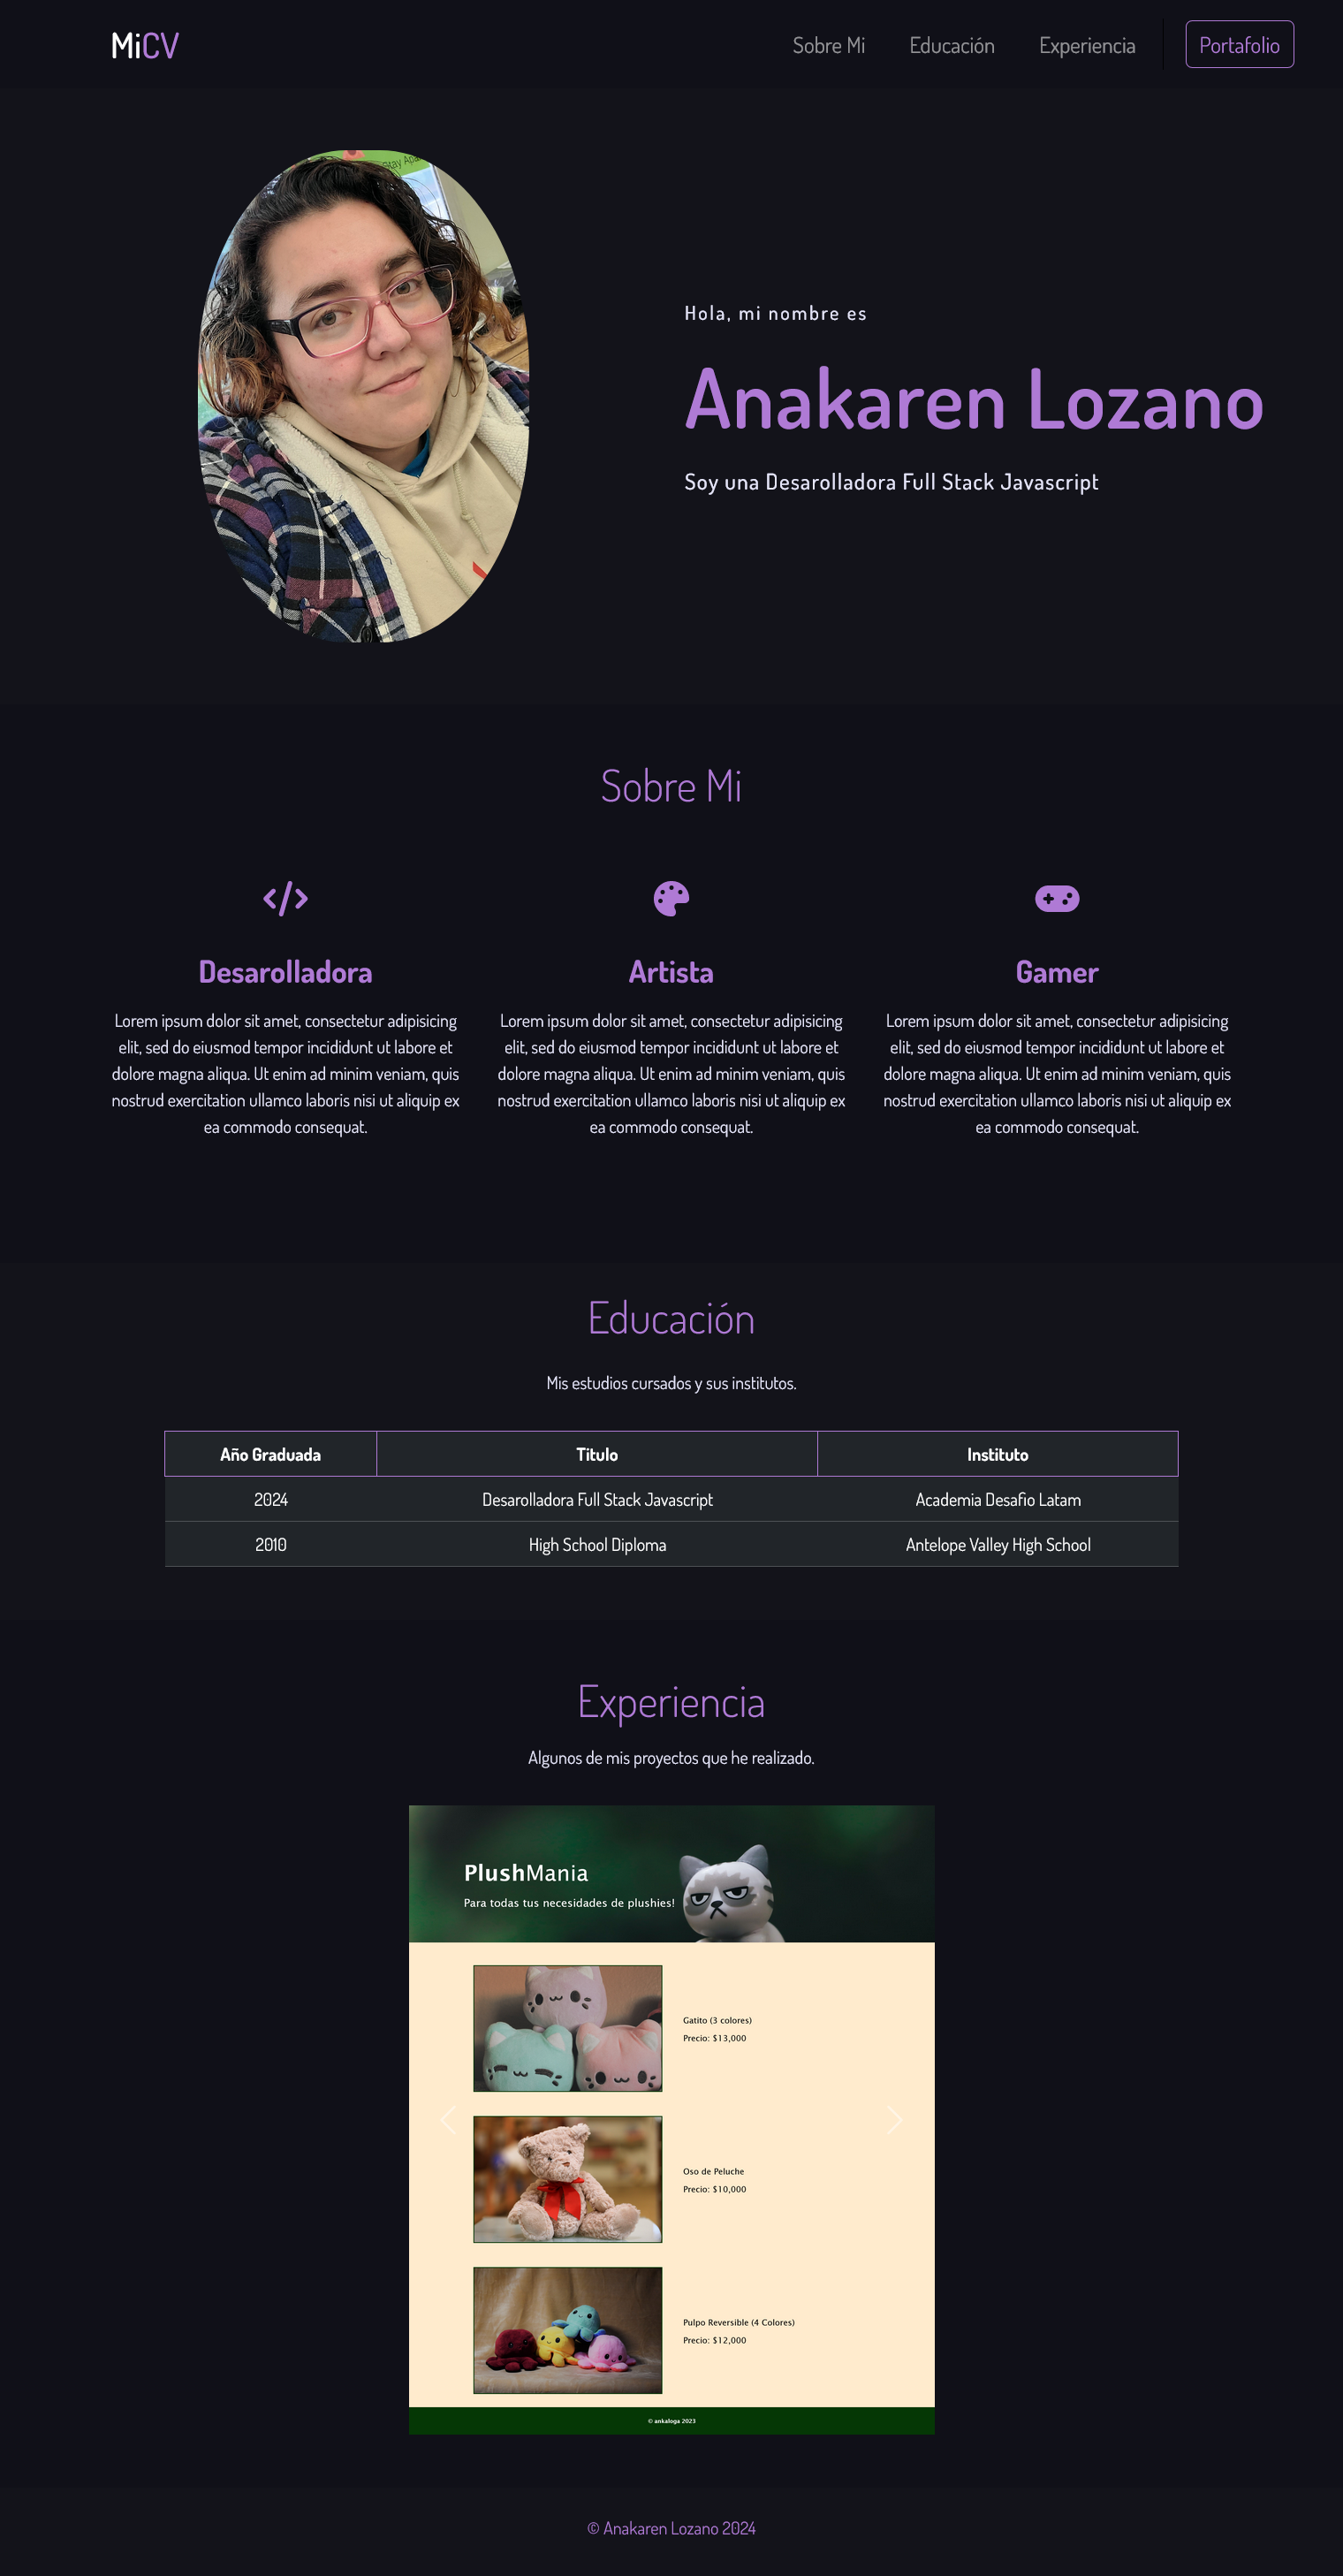 MiCV
Sobre Mi
Educación
Experiencia
Portafolio
Hola, mi nombre es
Anakaren Lozano
Soy una Desarolladora Full Stack Javascript
Sobre Mi
Desarolladora
Lorem ipsum dolor sit amet, consectetur adipisicing
elit, sed do eiusmod tempor incididunt ut labore et
dolore magna aliqua. Ut enim ad minim veniam, quis
nostrud exercitation ullamco laboris nisi ut aliquip ex
ea commodo consequat.
Artista
Lorem ipsum dolor sit amet, consectetur adipisicing
elit, sed do eiusmod tempor incididunt ut labore et
dolore magna aliqua. Ut enim ad minim veniam, quis
nostrud exercitation ullamco laboris nisi ut aliquip ex
ea commodo consequat.
Gamer
Lorem ipsum dolor sit amet, consectetur adipisicing
elit, sed do eiusmod tempor incididunt ut labore et
dolore magna aliqua. Ut enim ad minim veniam, quis
nostrud exercitation ullamco laboris nisi ut aliquip ex
ea commodo consequat.
Educación
Mis estudios cursados y sus institutos.
Año Graduada Titulo Instituto
2024 Desarolladora Full Stack Javascript Academia Desafio Latam
2010 High School Diploma Antelope Valley High School
Experiencia
Algunos de mis proyectos que he realizado.
PlushMania
Para todas tus necesidades de plushies!
Gatito (3 colores)
Precio: $13,000
Oso de Peluche
Precio: $10,000
Pulpo Reversible (4 Colores)
Precio: $12,000
© ankaloga 2023
© Anakaren Lozano 2024